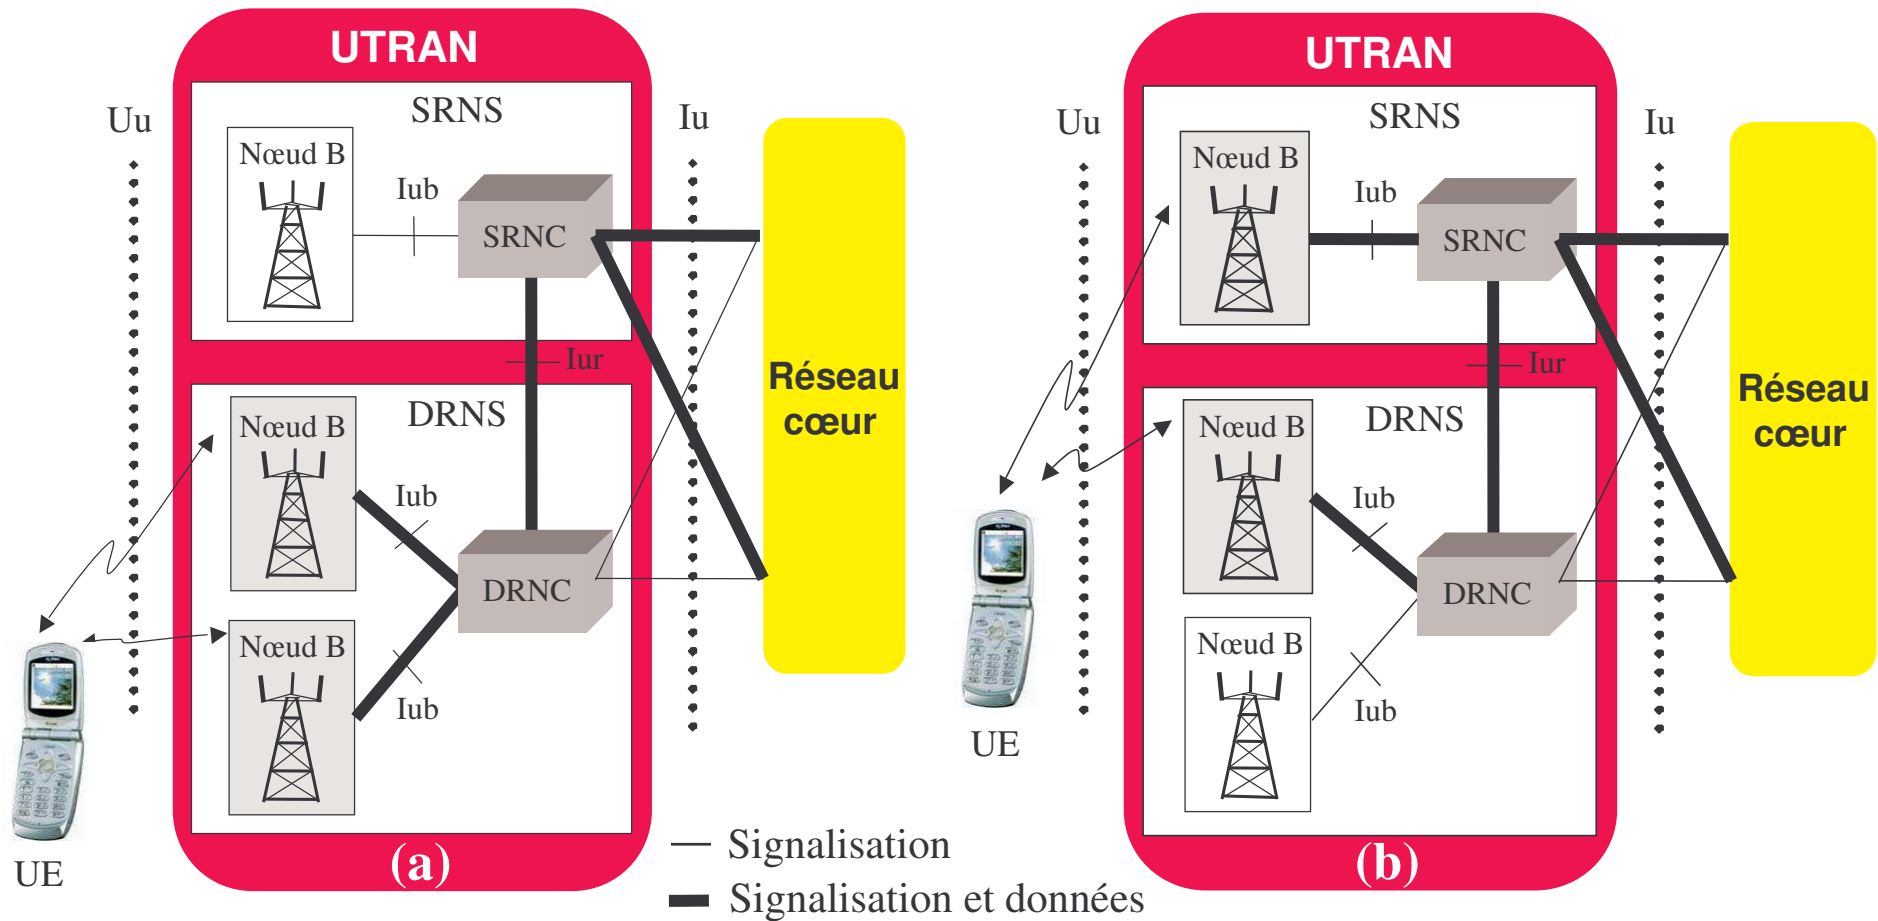 UTRAN
SRNS
Uu
Iu
Nœud B
Iub
SRNC
Iur
DRNS
Nœud B
Iub
DRNC
Nœud B
Iub
Réseau
cœur
UE
(a)
UTRAN
SRNS
Uu
Iu
Nœud B
Iub
SRNC
Iur
DRNS
Nœud B
Iub
DRNC
Nœud B
Iub
Réseau
cœur
UE
(b)
Signalisation
Signalisation et données